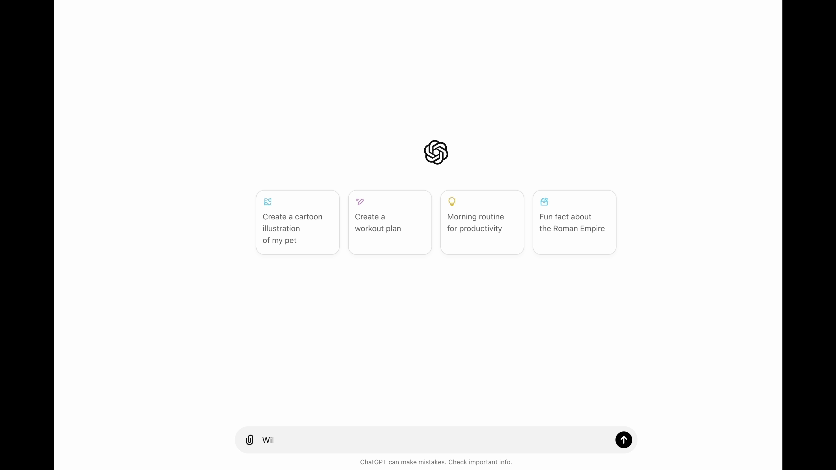 Create a cartoon
illustration
of my pet
Create a
workout plan
Morning routine
for productivity
Fun fact about
the Roman Empire
Wil
ChatGPT can make mistakes. Check important info.